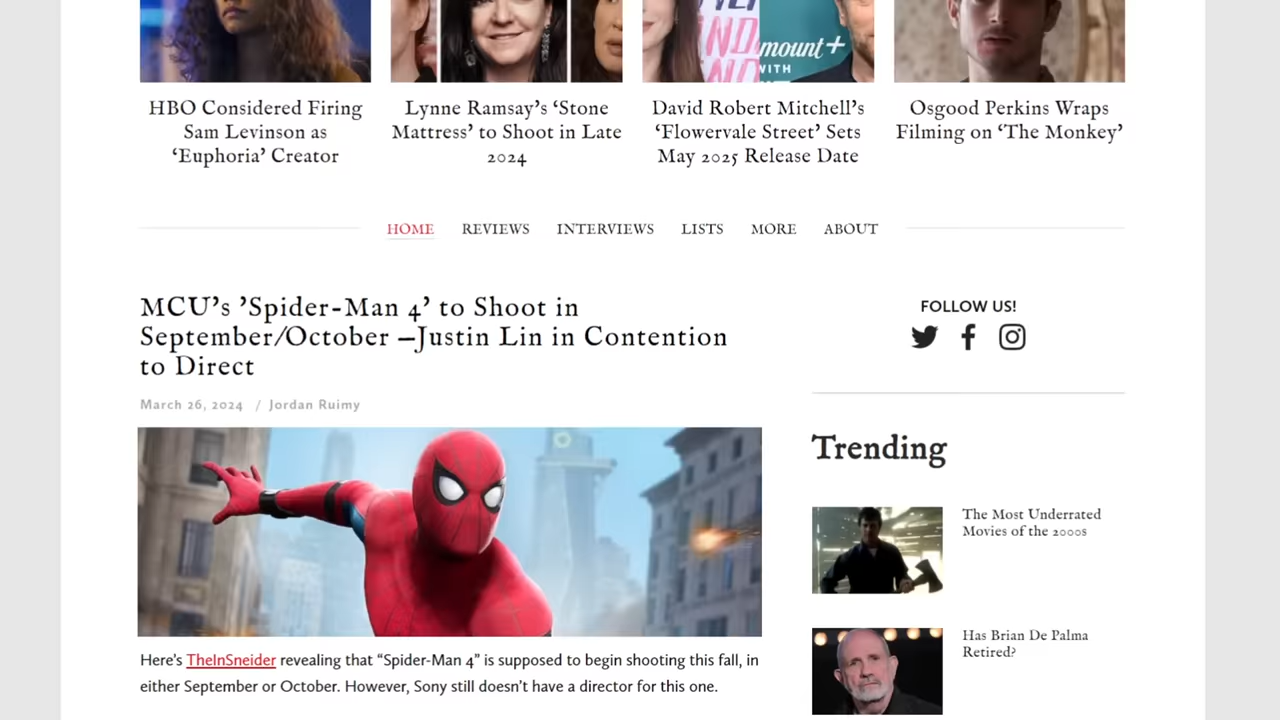 mount+
WITH
HBO Considered Firing
Sam Levinson as
‘Euphoria’ Creator
Lynne Ramsay’s ‘Stone
Mattress’ to Shoot in Late
2024
David Robert Mitchell’s
‘Flowervale Street’ Sets
May 2025 Release Date
Osgood Perkins Wraps
Filming on ‘The Monkey’
HOME REVIEWS INTERVIEWS LISTS MORE ABOUT
MCU’s ’Spider-Man 4’ to Shoot in
September/October —Justin Lin in Contention
to Direct
March 26, 2024 / Jordan Ruimy
Here’s TheInSneider revealing that “Spider-Man 4” is supposed to begin shooting this fall, in
either September or October. However, Sony still doesn’t have a director for this one.
FOLLOW US!
Trending
The Most Underrated
Movies of the 2000s
Has Brian De Palma
Retired?